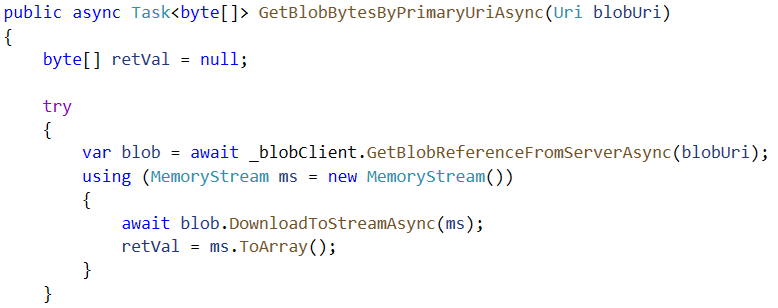 public async Task<byte[]> GetBlobBytesByPrimaryUriAsync(Uri blobUri)
{
    byte[] retVal = null;

    try
    {
        var blob = await _blobClient.GetBlobReferenceFromServerAsync(blobUri);
        using (MemoryStream ms = new MemoryStream())
        {
            await blob.DownloadToStreamAsync(ms);
            retVal = ms.ToArray();
        }
    }